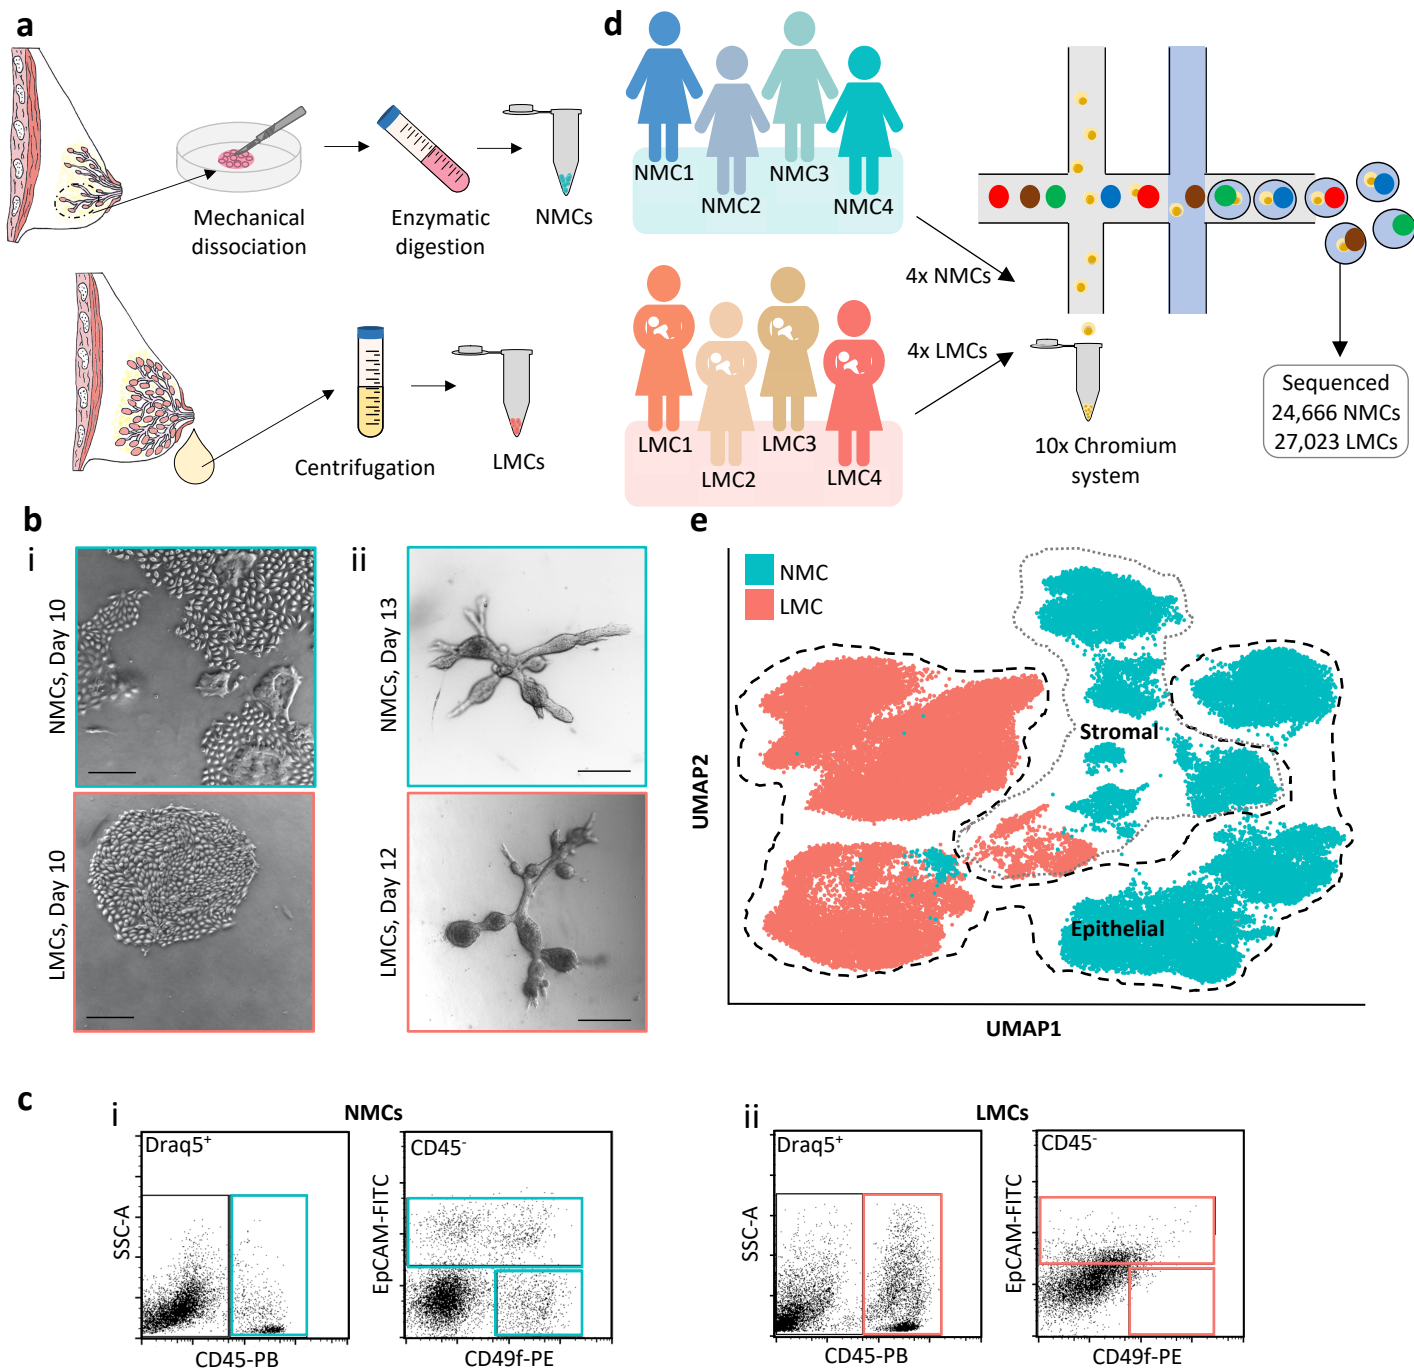 a
Mechanical
dissociation
Enzymatic
digestion
NMCs
Centrifugation
LMCs
d
NMC1
NMC2
NMC3
NMC4
LMC1
LMC2
LMC3
LMC4
4x NMCs
4x LMCs
10x Chromium
system
Sequenced
24,666 NMCs
27,023 LMCs
b
i
ii
NMCs, Day 10
NMCs, Day 13
LMCs, Day 10
LMCs, Day 12
e
NMC
LMC
Stromal
Epithelial
UMAP2
UMAP1
c
i
NMCs
Draq5+
SSC-A
CD45-PB
CD45-
EpCAM-FITC
CD49f-PE
ii
LMCs
Draq5+
SSC-A
CD45-PB
CD45-
EpCAM-FITC
CD49f-PE